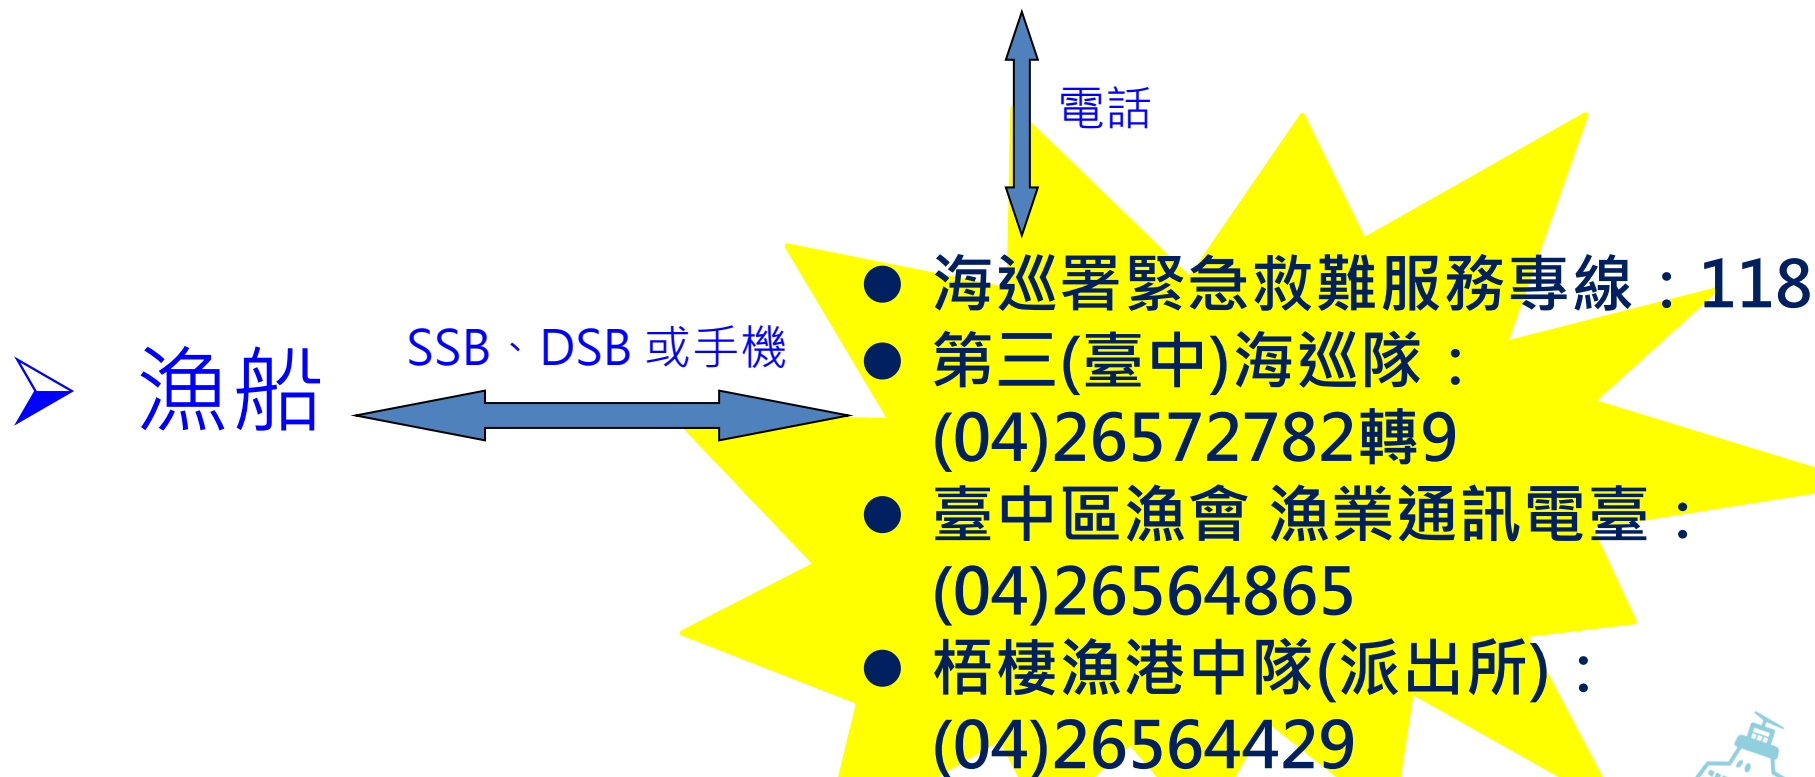 電話
● 海巡署緊急救難服務專線：118
SSB、DSB 或手機
➢ 漁船
● 第三(臺中)海巡隊：
(04)26572782轉9
● 臺中區漁會 漁業通訊電臺：
(04)26564865
● 梧棲漁港中隊(派出所)：
(04)26564429